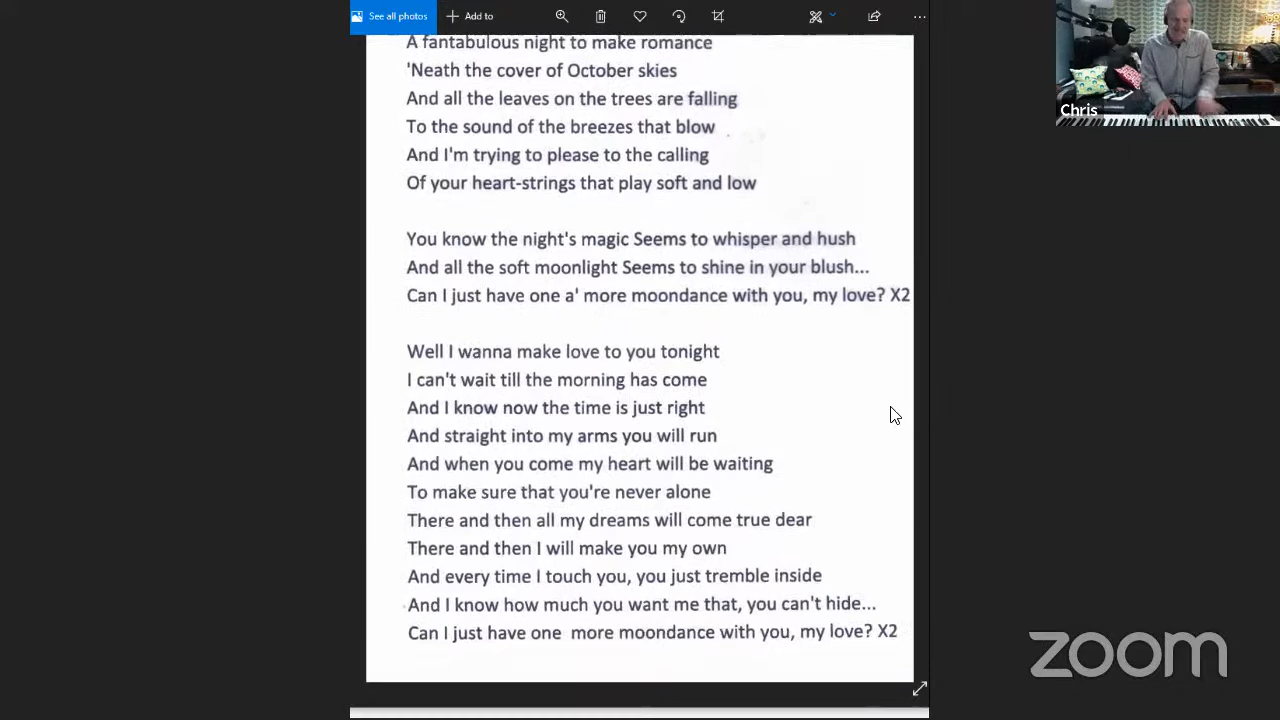 See all photos
Add to
Chris
A fantabulous night to make romance
'Neath the cover of October skies
And all the leaves on the trees are falling
To the sound of the breezes that blow
And I'm trying to please to the calling
Of your heart-strings that play soft and low
You know the night's magic Seems to whisper and hush
And all the soft moonlight Seems to shine in your blush...
Can I just have one a' more moondance with you, my love? X2
Well I wanna make love to you tonight
I can't wait till the morning has come
And I know now the time is just right
And straight into my arms you will run
And when you come my heart will be waiting
To make sure that you're never alone
There and then all my dreams will come true dear
There and then I will make you my own
And every time I touch you, you just tremble inside
And I know how much you want me that, you can't hide...
Can I just have one more moondance with you, my love? X2
zoom